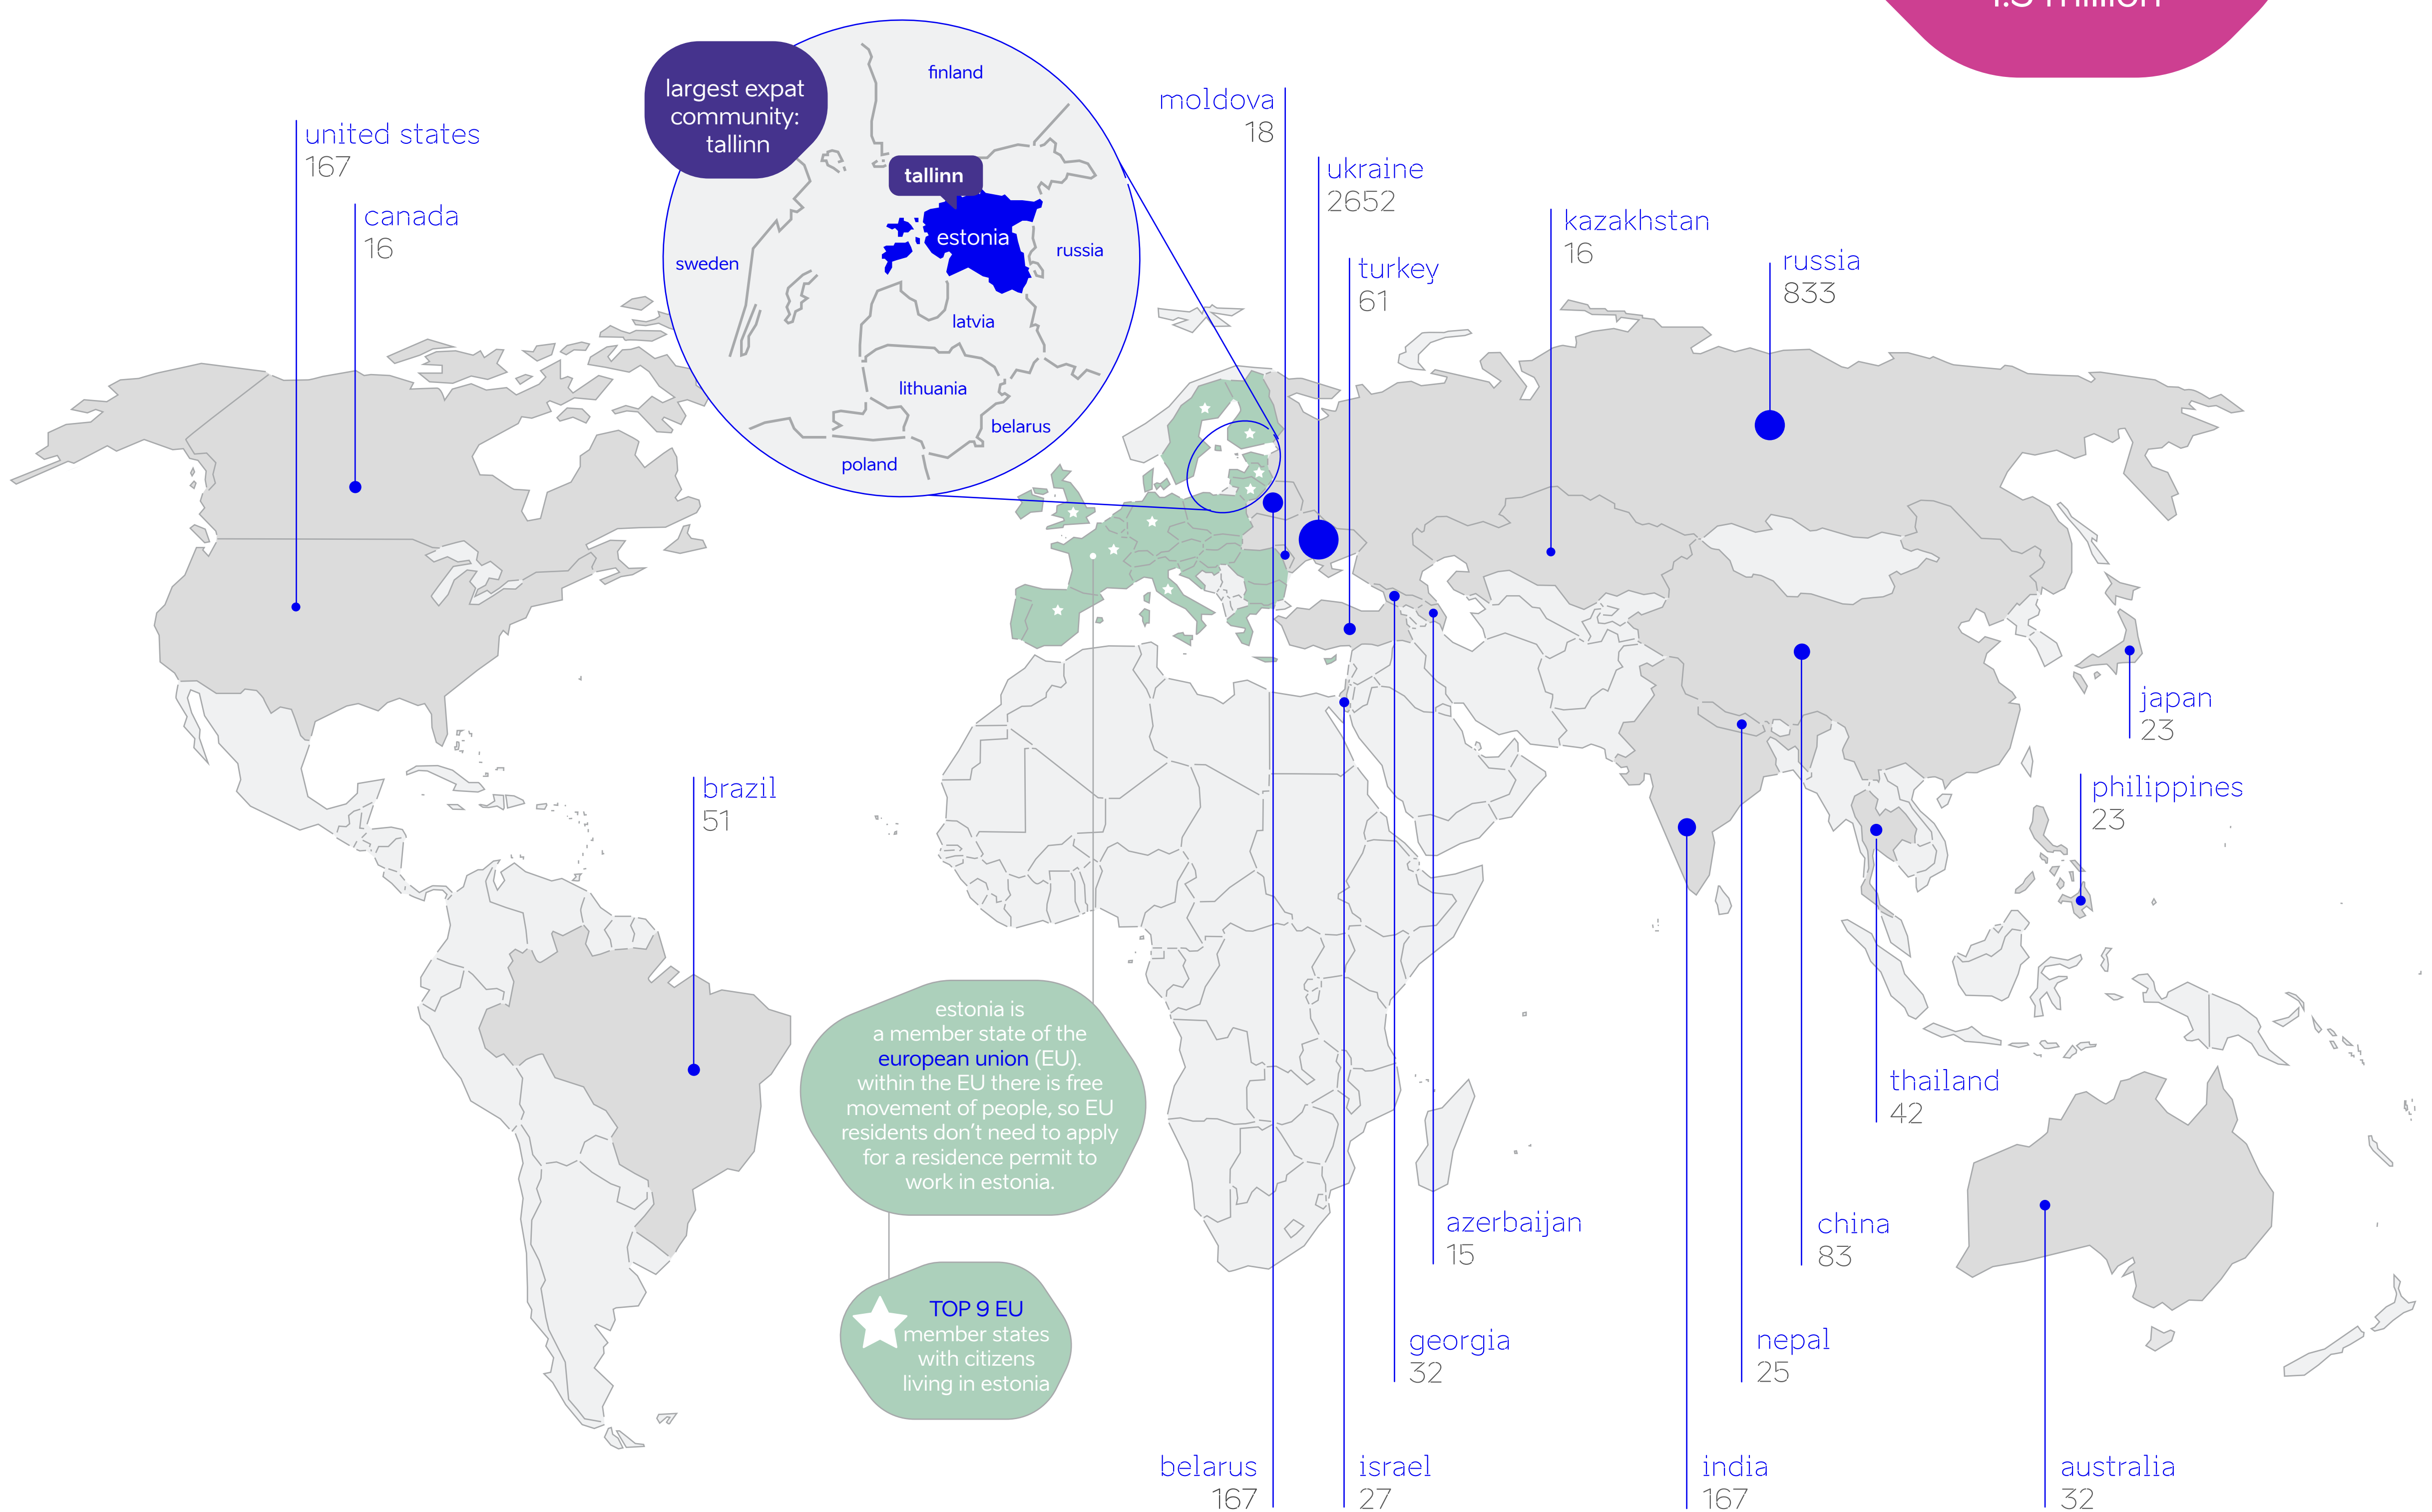 1.3 million
largest expat
community:
tallinn
finland
tallinn
estonia
russia
sweden
latvia
lithuania
belarus
poland
united states
167
canada
16
moldova
18
ukraine
2652
turkey
61
kazakhstan
16
russia
833
japan
23
philippines
23
brazil
51
estonia is
a member state of the
european union (EU).
within the EU there is free
movement of people, so EU
residents don't need to apply
for a residence permit to
work in estonia.
TOP 9 EU
member states
with citizens
living in estonia
thailand
42
azerbaijan
15
china
83
georgia
32
nepal
25
belarus
167
israel
27
india
167
australia
32